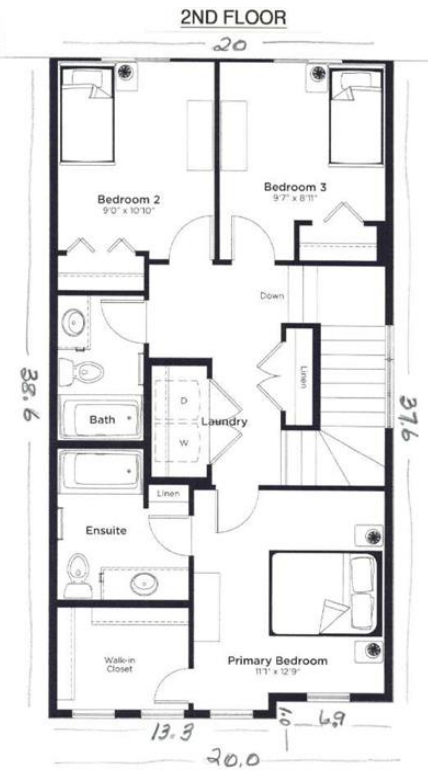 2ND FLOOR
20
Bedroom 2
9'0" x 10'10"
Bedroom 3
9'7" x 8'11"
Down
Linen
38.6
37.6
D
Laundry
W
Bath
Linen
Ensuite
Walk-in
Closet
Primary Bedroom
11'1" x 12'9"
13.3
1.0
6.9
20.0